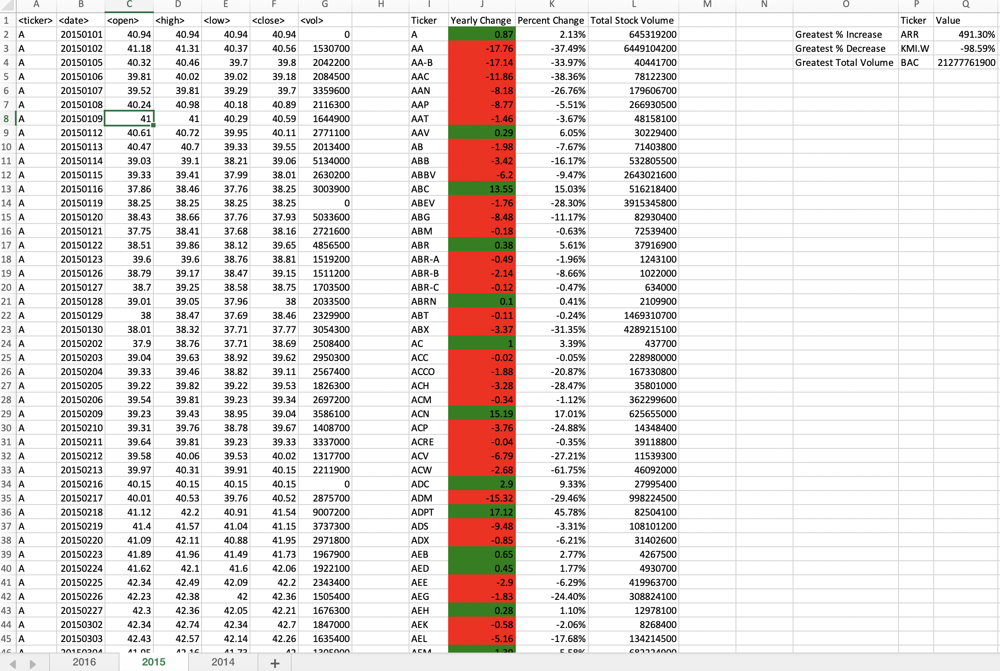 A B C D E F G H I J K L M N O P Q
1 <ticker> <date> <open> <high> <low> <close> <vol> Ticker Yearly Change Percent Change Total Stock Volume Ticker Value
2 A 20150101 40.94 40.94 40.94 40.94 0 A 0.87 2.13% 645319200 Greatest % Increase ARR 491.30%
3 A 20150102 41.18 41.31 40.37 40.56 1530700 AA -17.76 -37.49% 6449104200 Greatest % Decrease KMI.W -98.59%
4 A 20150105 40.32 40.46 39.7 39.8 2042200 AA-B -17.14 -33.97% 40441700 Greatest Total Volume BAC 21277761900
5 A 20150106 39.81 40.02 39.02 39.18 2084500 AAC -11.86 -38.36% 78122300
6 A 20150107 39.52 39.81 39.29 39.7 3359600 AAN -8.18 -26.76% 179606700
7 A 20150108 40.24 40.98 40.18 40.89 2116300 AAP -8.77 -5.51% 266930500
8 A 20150109 41 41 40.29 40.59 1644900 AAT -1.46 -3.67% 48158100
9 A 20150112 40.61 40.72 39.95 40.11 2771100 AAV 0.29 6.05% 30229400
10 A 20150113 40.47 40.7 39.33 39.55 2013400 AB -1.98 -7.67% 71403800
11 A 20150114 39.03 39.1 38.21 39.06 5134000 ABB -3.42 -16.17% 532805500
12 A 20150115 39.33 39.41 37.99 38.01 2630200 ABBV -6.2 -9.47% 2643021600
13 A 20150116 37.86 38.46 37.76 38.25 3003900 ABC 13.55 15.03% 516218400
14 A 20150119 38.25 38.25 38.25 38.25 0 ABEV -1.76 -28.30% 3915345800
15 A 20150120 38.43 38.66 37.76 37.93 5033600 ABG -8.48 -11.17% 82930400
16 A 20150121 37.75 38.41 37.68 38.16 2721600 ABM -0.18 -0.63% 72539400
17 A 20150122 38.51 39.86 38.12 39.65 4856500 ABR 0.38 5.61% 37916900
18 A 20150123 39.6 39.6 38.76 38.81 1519200 ABR-A -0.49 -1.96% 1243100
19 A 20150126 38.79 39.17 38.47 39.15 1511200 ABR-B -2.14 -8.66% 1022000
20 A 20150127 38.7 39.25 38.58 38.75 1703500 ABR-C -0.12 -0.47% 634000
21 A 20150128 39.01 39.05 37.96 38 2033500 ABRN 0.1 0.41% 2109900
22 A 20150129 38 38.47 37.69 38.46 2329900 ABT -0.11 -0.24% 1469310700
23 A 20150130 38.01 38.32 37.71 37.77 3054300 ABX -3.37 -31.35% 4289215100
24 A 20150202 37.9 38.76 37.71 38.69 2508400 AC 1 3.39% 437700
25 A 20150203 39.04 39.63 38.92 39.62 2950300 ACC -0.02 -0.05% 228980000
26 A 20150204 39.33 39.46 38.82 39.11 2567400 ACCO -1.88 -20.87% 167330800
27 A 20150205 39.22 39.82 39.22 39.53 1826300 ACH -3.28 -28.47% 35801000
28 A 20150206 39.54 39.81 39.23 39.34 2697200 ACM -0.34 -1.12% 362299600
29 A 20150209 39.23 39.43 38.95 39.04 3586100 ACN 15.19 17.01% 625655000
30 A 20150210 39.31 39.76 38.78 39.67 1408700 ACP -3.76 -24.88% 14348400
31 A 20150211 39.64 39.81 39.23 39.33 3337000 ACRE -0.04 -0.35% 39118800
32 A 20150212 39.58 40.06 39.53 40.02 1317700 ACV -6.79 -27.21% 11539300
33 A 20150213 39.97 40.31 39.91 40.15 2211900 ACW -2.68 -61.75% 46092000
34 A 20150216 40.15 40.15 40.15 40.15 0 ADC 2.9 9.33% 27995400
35 A 20150217 40.01 40.53 39.76 40.52 2875700 ADM -15.32 -29.46% 998224500
36 A 20150218 41.12 42.2 40.91 41.54 9007200 ADPT 17.12 45.78% 82504100
37 A 20150219 41.4 41.57 41.04 41.15 3737300 ADS -9.48 -3.31% 108101200
38 A 20150220 41.09 42.11 40.88 41.95 2971800 ADX -0.85 -6.21% 31402600
39 A 20150223 41.89 41.96 41.49 41.73 1967900 AEB 0.65 2.77% 4267500
40 A 20150224 41.62 42.1 41.6 42.06 1922100 AED 0.45 1.77% 4930700
41 A 20150225 42.34 42.49 42.09 42.2 2343400 AEE -2.9 -6.29% 419963700
42 A 20150226 42.23 42.38 42 42.36 1505400 AEG -1.83 -24.40% 308824100
43 A 20150227 42.3 42.36 42.05 42.21 1676300 AEH 0.28 1.10% 12978100
44 A 20150302 42.34 42.74 42.34 42.7 1847000 AEK -0.58 -2.06% 8268400
45 A 20150303 42.43 42.57 42.14 42.26 1635400 AEL -5.16 -17.68% 134214500
2016 2015 2014 +